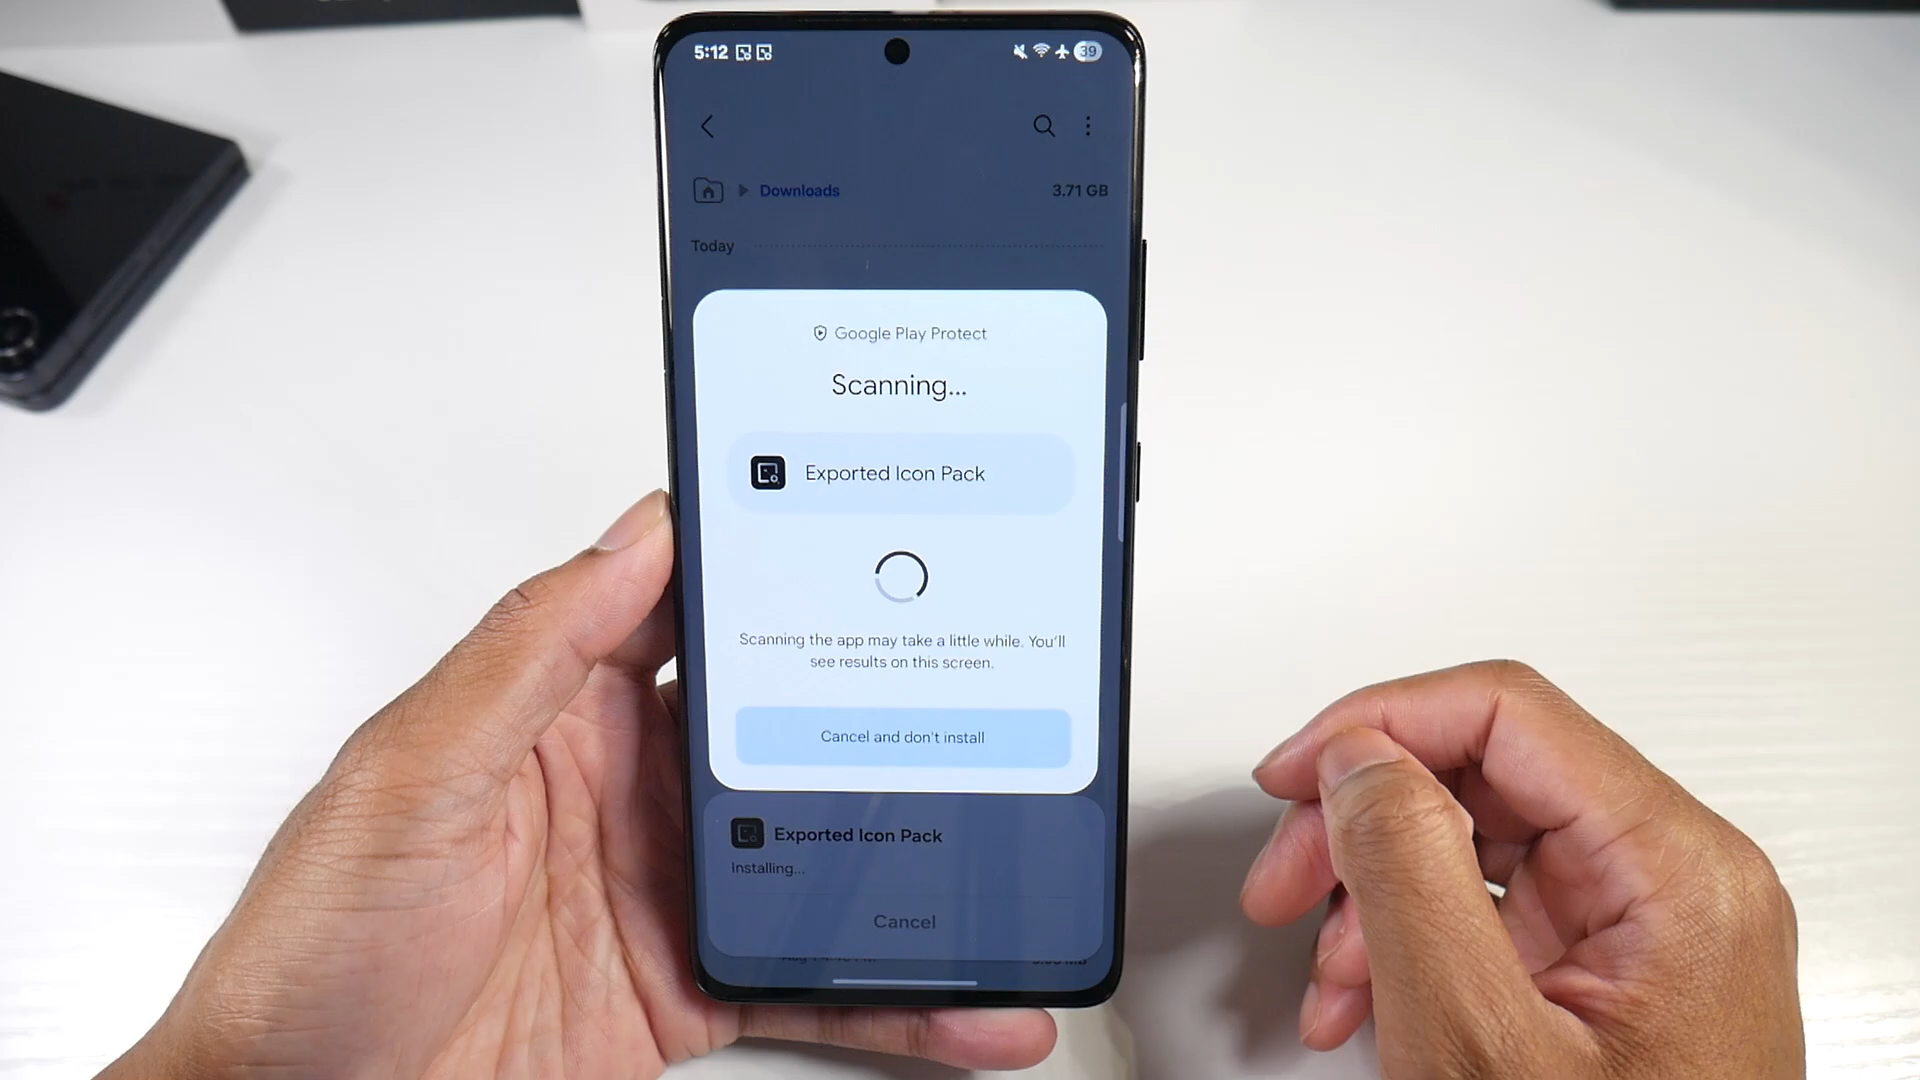 5:12
39
Downloads
3.71 GB
Today
Google Play Protect
Scanning...
Exported Icon Pack
Scanning the app may take a little while. You'll
see results on this screen.
Cancel and don't install
Exported Icon Pack
Installing...
Cancel